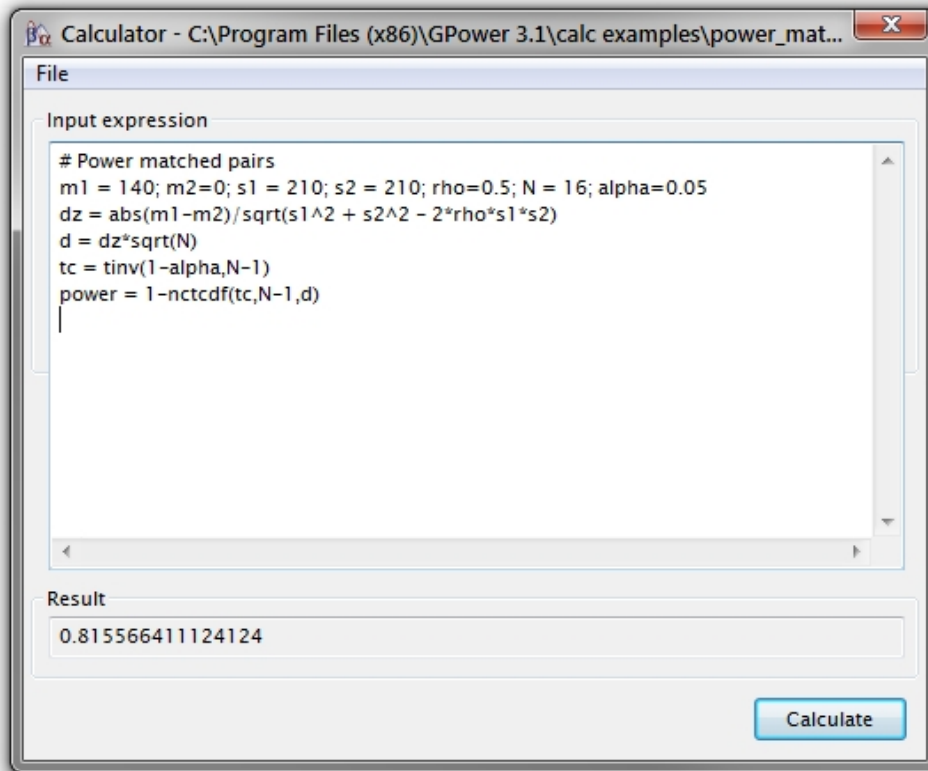 βα Calculator - C:\Program Files (x86)\GPower 3.1\calc examples\power_mat...
File
Input expression
# Power matched pairs
m1 = 140; m2=0; s1 = 210; s2 = 210; rho=0.5; N = 16; alpha=0.05
dz = abs(m1-m2)/sqrt(s1^2 + s2^2 - 2*rho*s1*s2)
d = dz*sqrt(N)
tc = tinv(1-alpha,N-1)
power = 1-nctcdf(tc,N-1,d)
Result
0.815566411124124
Calculate